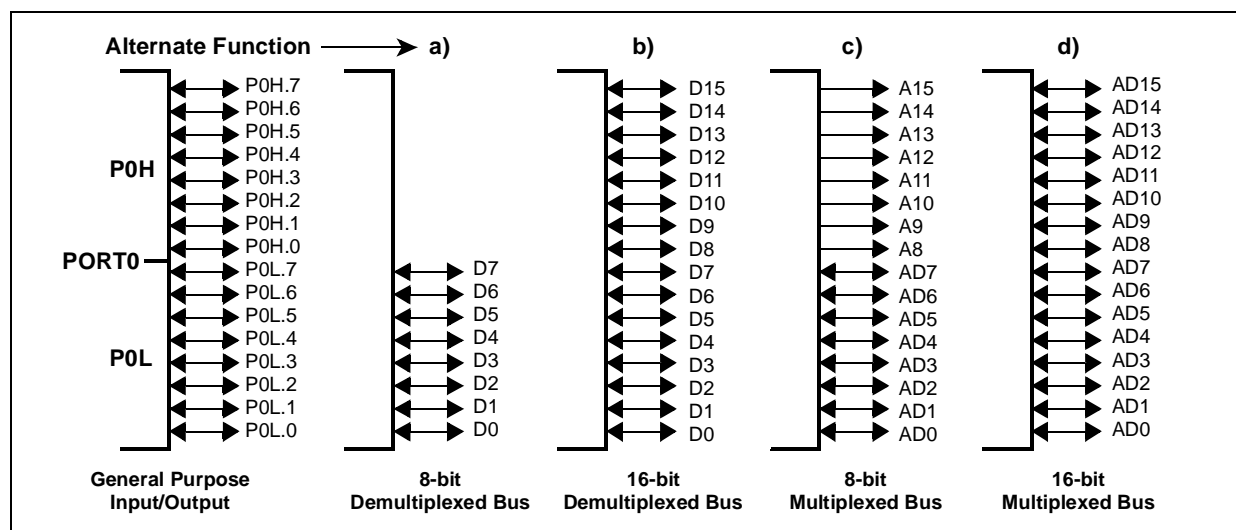 Alternate Function a) b) c) d)
P0H.7 D15 A15 AD15
P0H.6 D14 A14 AD14
P0H.5 D13 A13 AD13
P0H.4 D12 A12 AD12
P0H P0H.3 D11 A11 AD11
P0H.2 D10 A10 AD10
P0H.1 D9 A9 AD9
P0H.0 D8 A8 AD8
PORT0
P0L.7 D7 D7 AD7 AD7
P0L.6 D6 D6 AD6 AD6
P0L.5 D5 D5 AD5 AD5
P0L.4 D4 D4 AD4 AD4
P0L P0L.3 D3 D3 AD3 AD3
P0L.2 D2 D2 AD2 AD2
P0L.1 D1 D1 AD1 AD1
P0L.0 D0 D0 AD0 AD0
General Purpose 8-bit 16-bit 8-bit 16-bit
Input/Output Demultiplexed Bus Demultiplexed Bus Multiplexed Bus Multiplexed Bus